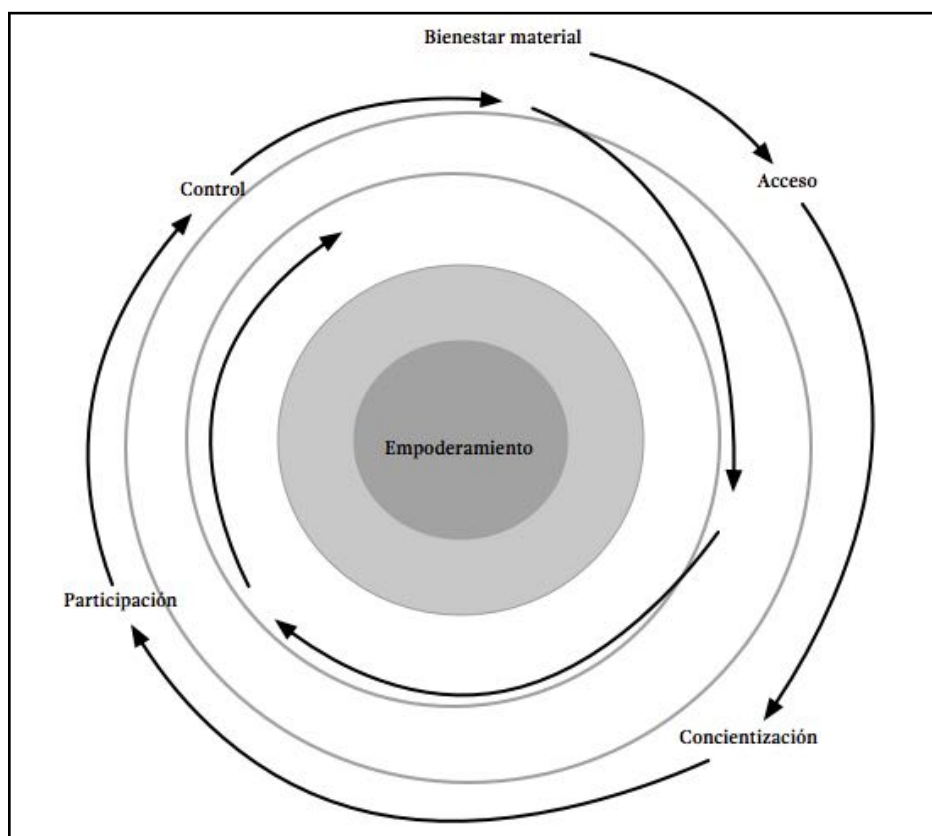 Bienestar material
Acceso
Control
Empoderamiento
Participación
Concientización